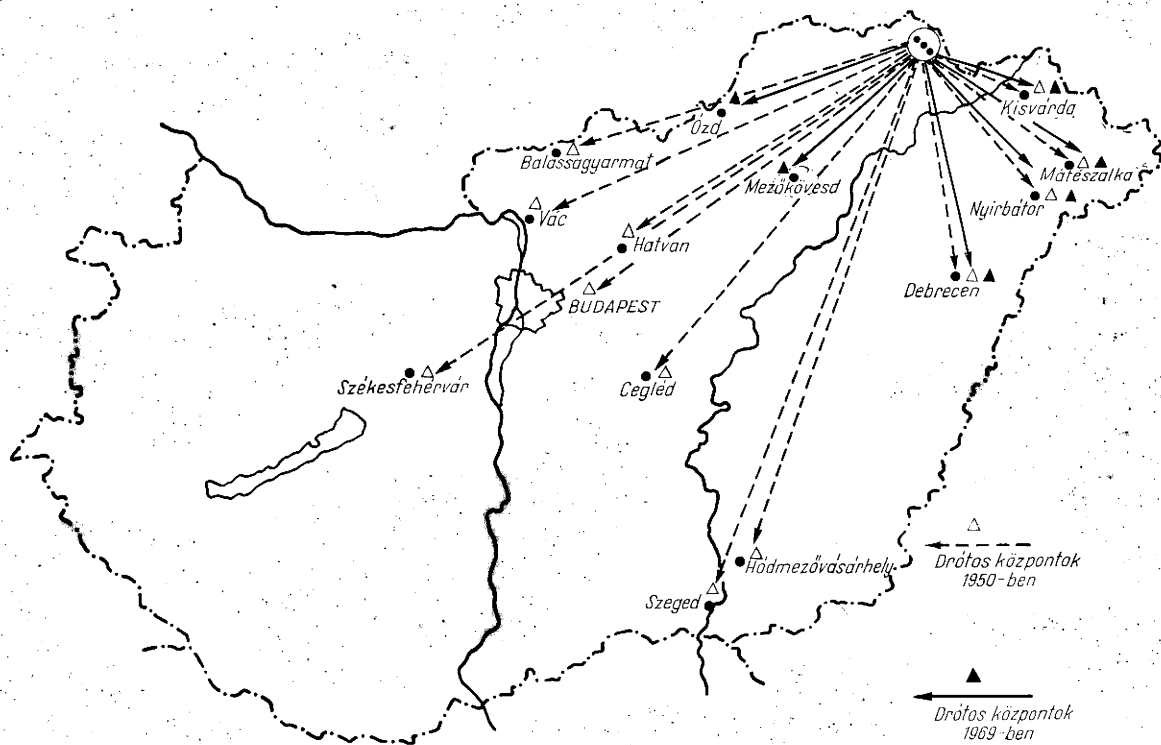 Kisvárda
Ózd
Balassagyarmat
Mátészalka
Mezőkövesd
Nyírbátor
Vác
Hatvan
Debrecen
BUDAPEST
Székesfehérvár
Cegléd
Drótos központok
1950-ben
Hódmezővásárhely
Szeged
Drótos központok
1969-ben